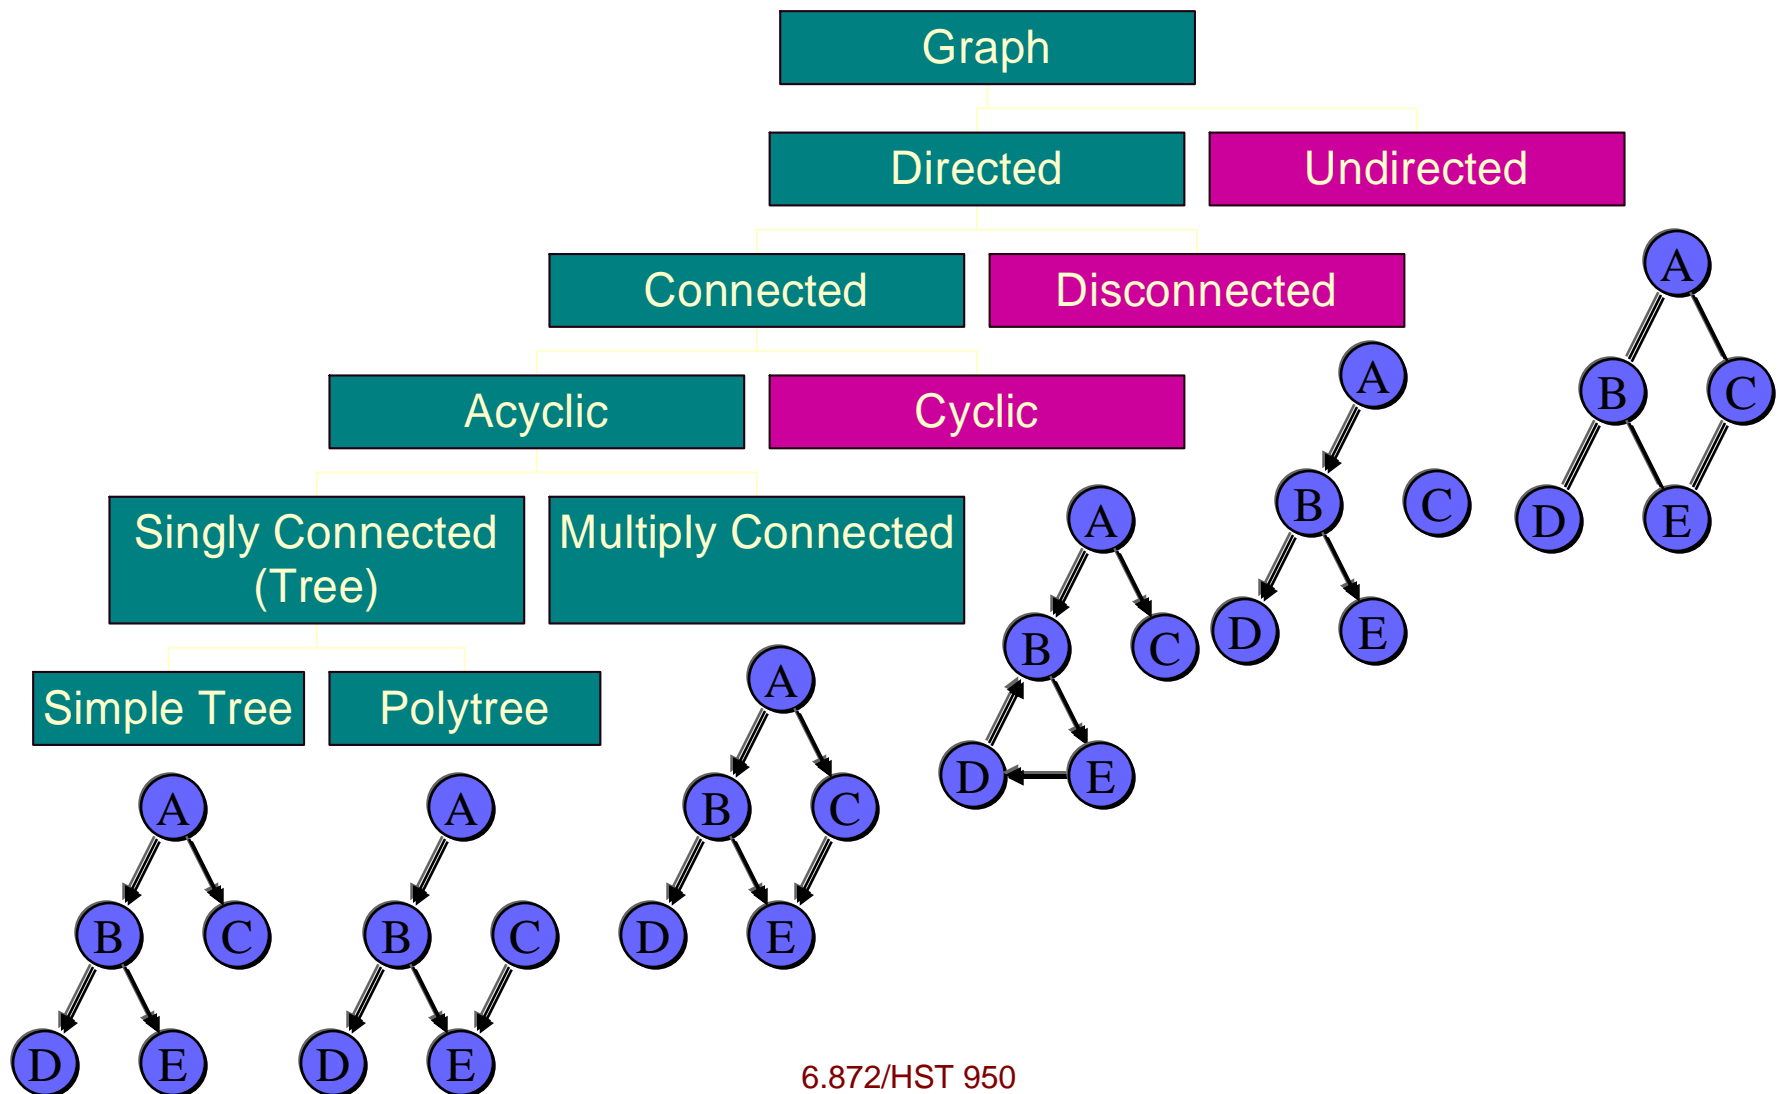 Graph
Directed Undirected
Connected Disconnected
Acyclic Cyclic
Singly Connected
(Tree)
Multiply Connected
Simple Tree Polytree
A
B C
D E
A
B C
D E
A
B C
D E
A
B C
D E
A
B C
D E
A
B C
D E
6.872/HST 950